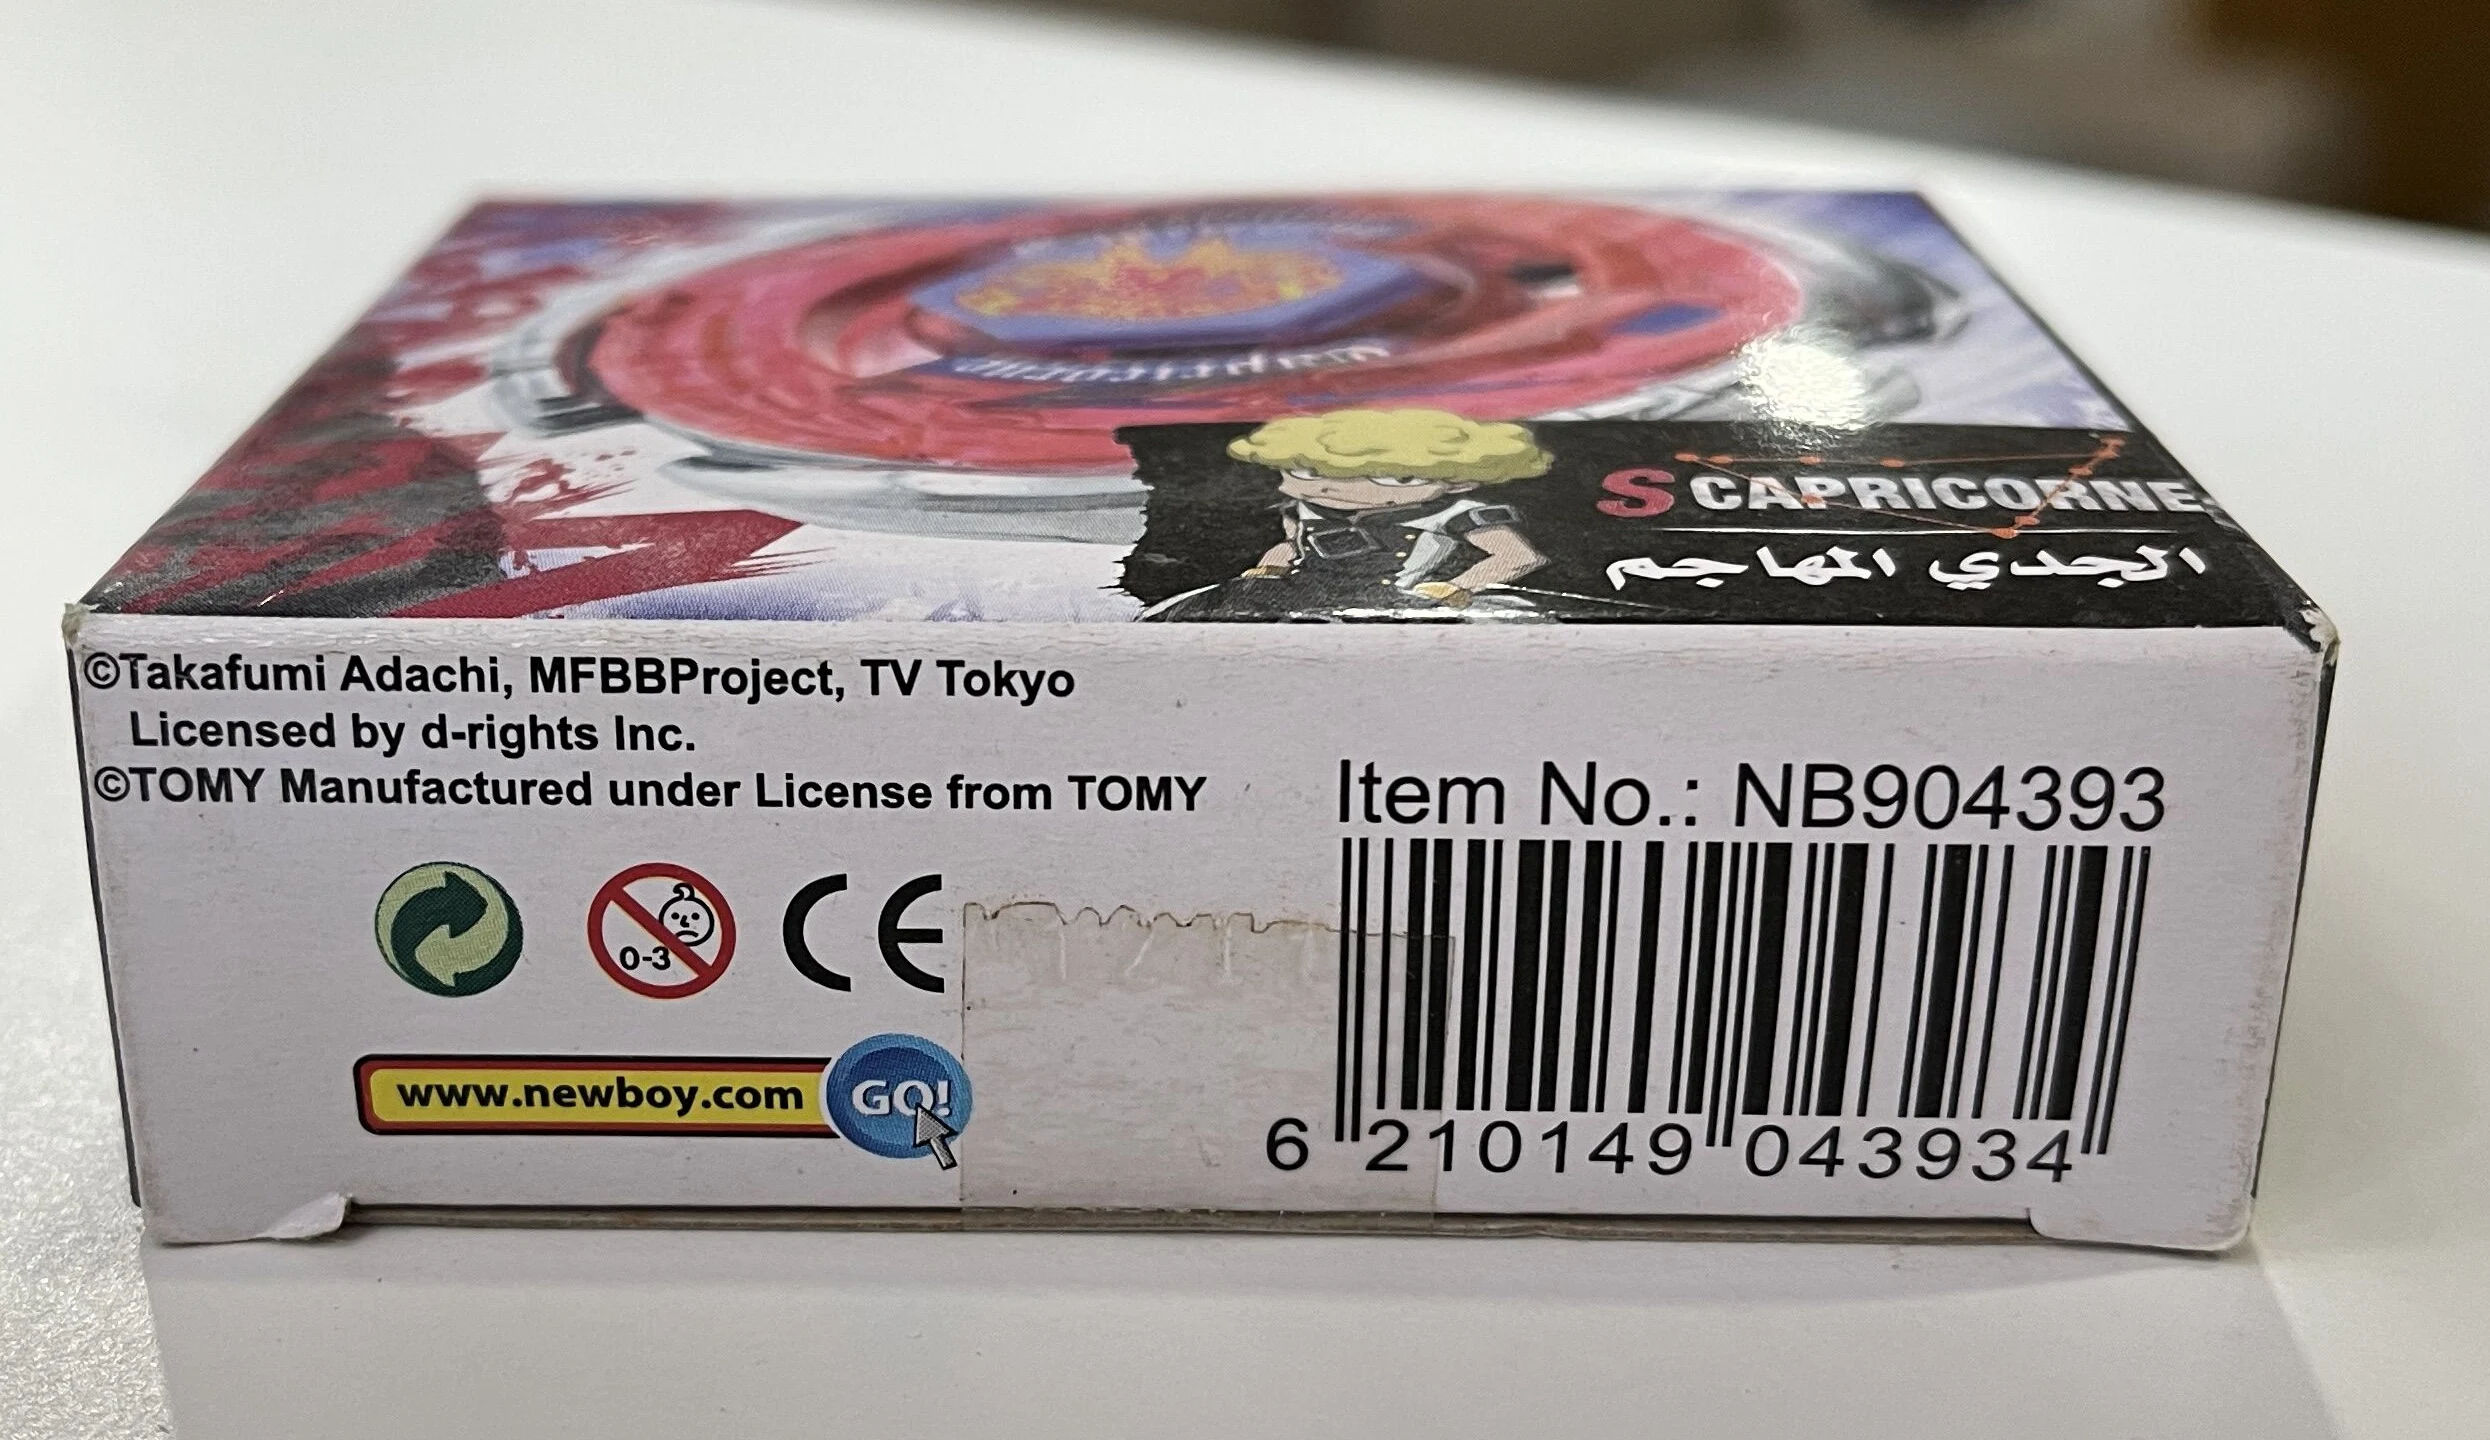 S CAPRICORNE
الجدي المهاجم
©Takafumi Adachi, MFBBProject, TV Tokyo
Licensed by d-rights Inc.
©TOMY Manufactured under License from TOMY
Item No.: NB904393
0-3
CE
www.newboy.com GO!
6 210149 043934